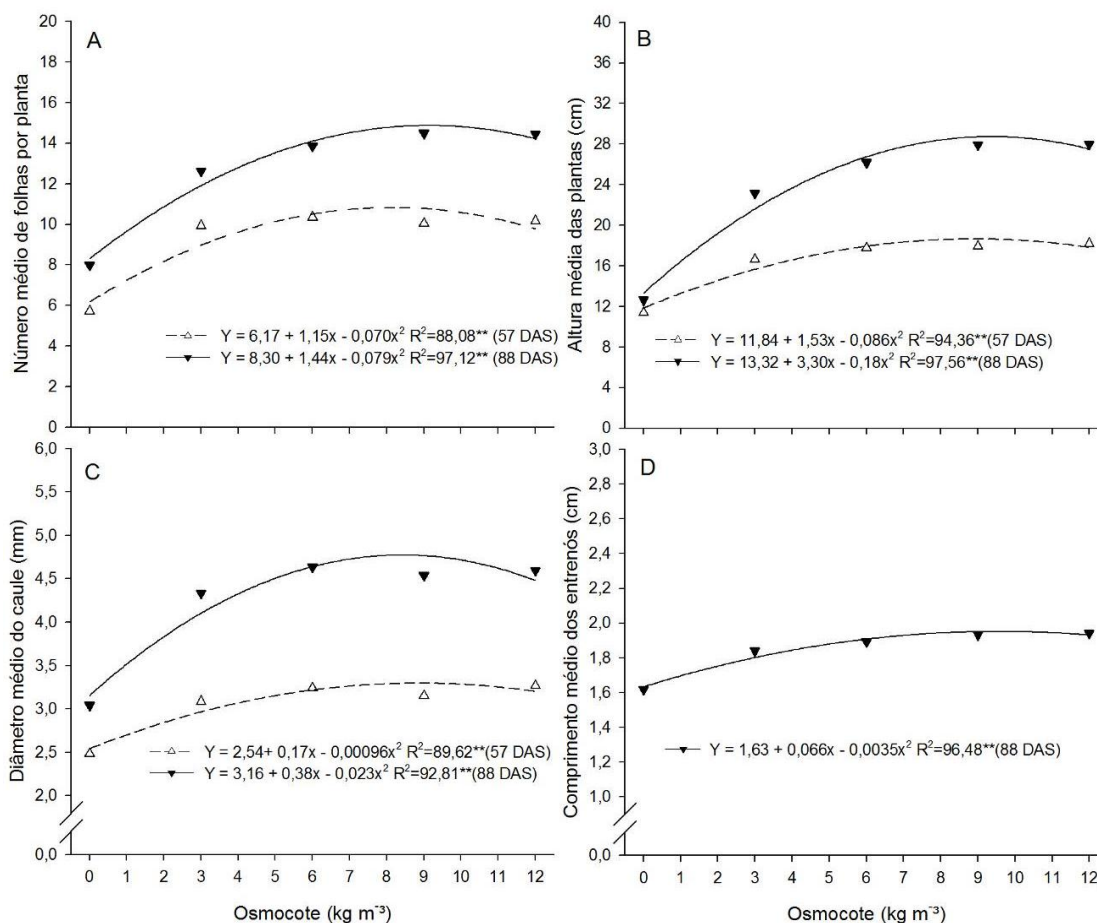 A
Número médio de folhas por planta
20
18
16
14
12
10
8
6
4
2
0
Y = 6,17 + 1,15x - 0,070x² R²=88,08** (57 DAS)
Y = 8,30 + 1,44x - 0,079x² R²=97,12** (88 DAS)
B
Altura média das plantas (cm)
40
36
32
28
24
20
16
12
8
4
0
Y = 11,84 + 1,53x - 0,086x² R²=94,36**(57 DAS)
Y = 13,32 + 3,30x - 0,18x² R²=97,56**(88 DAS)
C
Diâmetro médio do caule (mm)
6,0
5,5
5,0
4,5
4,0
3,5
3,0
2,5
2,0
0,0
Y = 2,54+ 0,17x - 0,00096x² R²=89,62**(57 DAS)
Y = 3,16 + 0,38x - 0,023x² R²=92,81**(88 DAS)
0 1 2 3 4 5 6 7 8 9 10 11 12
Osmocote (kg m⁻³)
D
Comprimento médio dos entrenós (cm)
3,0
2,8
2,6
2,4
2,2
2,0
1,8
1,6
1,4
1,2
1,0
0,0
Y = 1,63 + 0,066x - 0,0035x² R²=96,48**(88 DAS)
0 1 2 3 4 5 6 7 8 9 10 11 12
Osmocote (kg m⁻³)